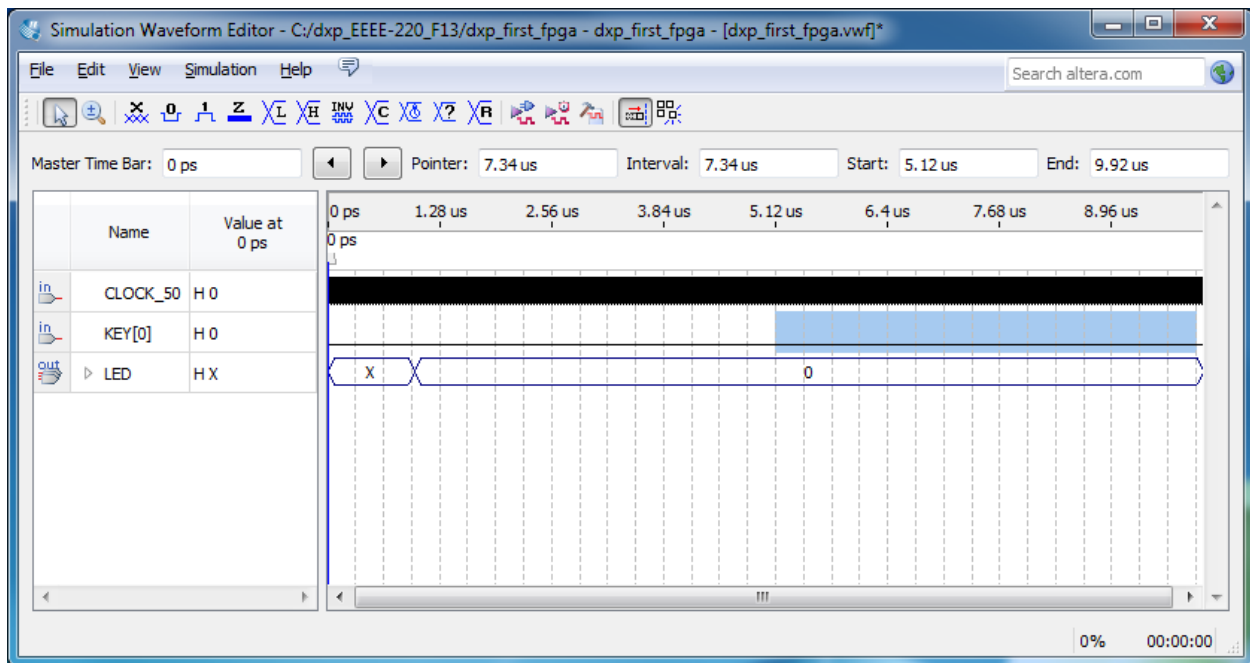 Simulation Waveform Editor - C:/dxp_EEEE-220_F13/dxp_first_fpga - dxp_first_fpga - [dxp_first_fpga.vwf]*
File Edit View Simulation Help
Search altera.com
X 0 1 Z L H INV C ? R
Master Time Bar: 0 ps Pointer: 7.34 us Interval: 7.34 us Start: 5.12 us End: 9.92 us
Name Value at 0 ps
0 ps 1.28 us 2.56 us 3.84 us 5.12 us 6.4 us 7.68 us 8.96 us
0 ps
in CLOCK_50 H 0
in KEY[0] H 0
out LED H X X 0
0% 00:00:00